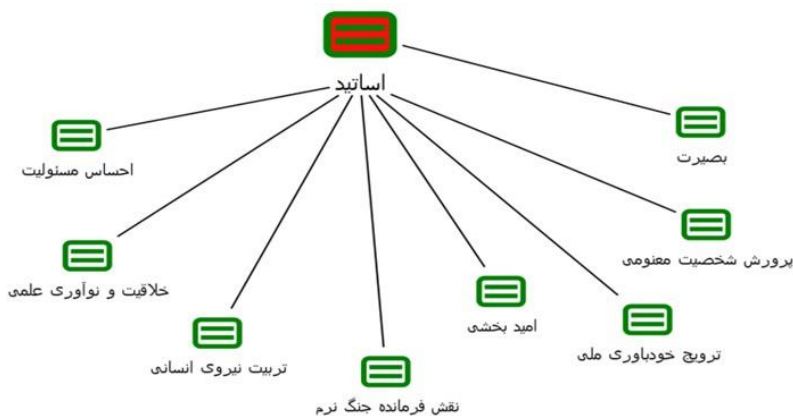 اساتید
بصیرت
احساس مسئولیت
پرورش شخصیت معنومی
خلاقیت و نوآوری علمی
امید بخشی
ترویج خودباوری ملی
تربیت نیروی انسانی
نقش فرمانده جنگ نرم